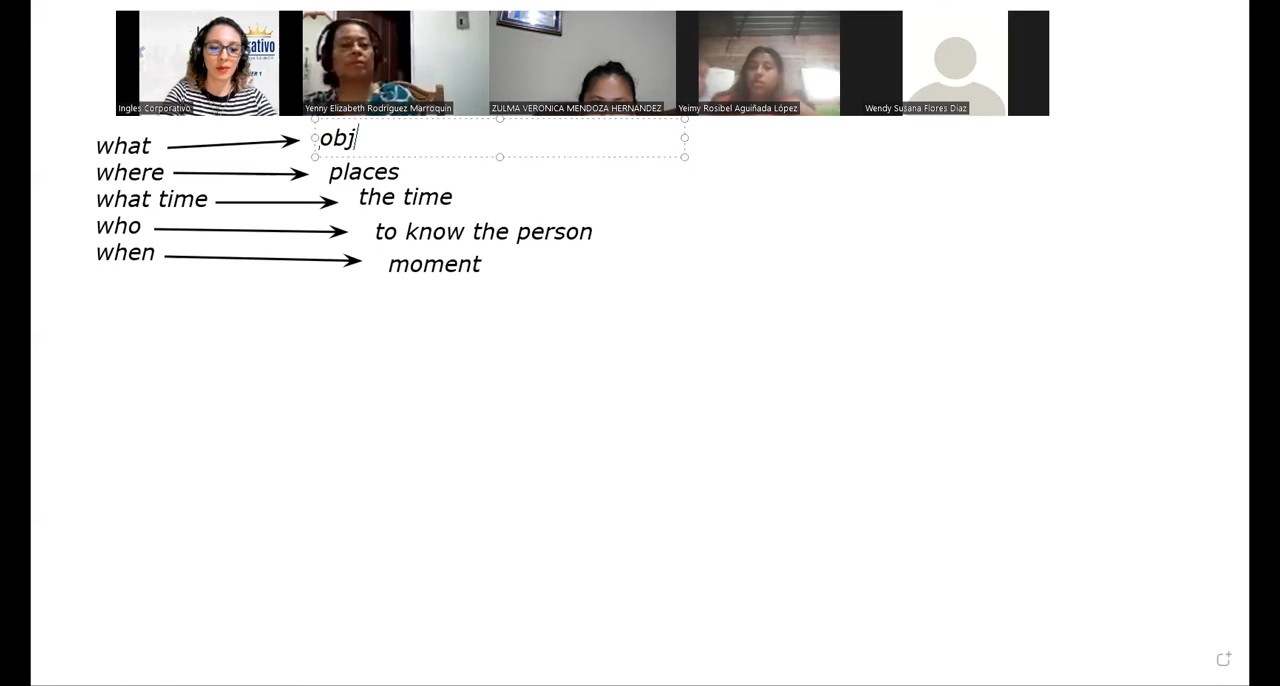 ativo
Ingles Corporativo
Yenny Elizabeth Rodriguez Marroquin
ZULMA VERONICA MENDOZA HERNANDEZ
Yeimy Rosibel Aguiñada López
Wendy Susana Flores Diaz
what
obj
where
places
what time
the time
who
to know the person
when
moment